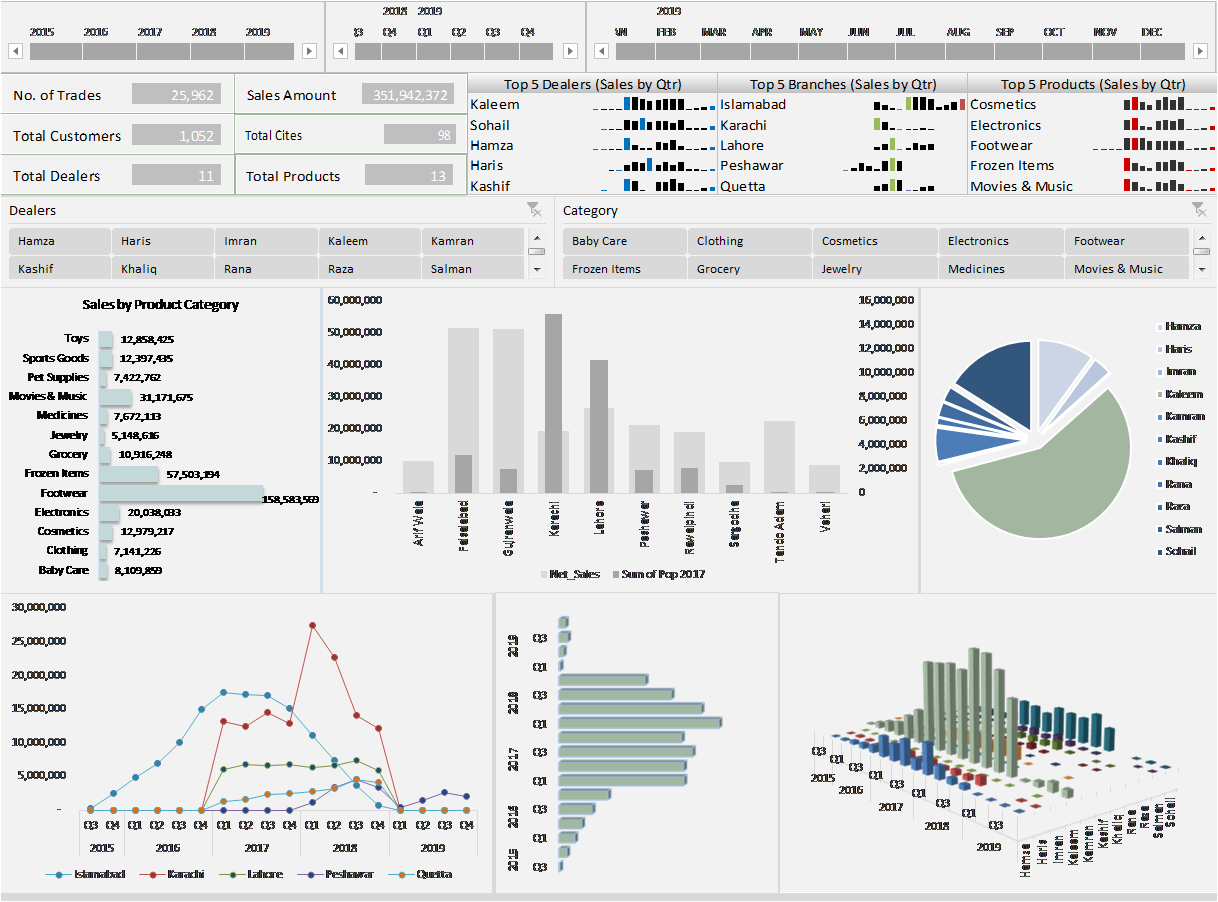 2018 2019
2019
2015 2016 2017 2018 2019
Q3 Q4 Q1 Q2 Q3 Q4
FEB MAR APR MAY JUN JUL AUG SEP OCT NOV DEC
No. of Trades 25,962
Sales Amount 351,942,372
Total Customers 1,052
Total Cites 98
Total Dealers 11
Total Products 13
Top 5 Dealers (Sales by Qtr)
Kaleem
Sohail
Hamza
Haris
Kashif
Top 5 Branches (Sales by Qtr)
Islamabad
Karachi
Lahore
Peshawar
Quetta
Top 5 Products (Sales by Qtr)
Cosmetics
Electronics
Footwear
Frozen Items
Movies & Music
Dealers
Hamza Haris Imran Kaleem Kamran
Kashif Khaliq Rana Raza Salman
Category
Baby Care Clothing Cosmetics Electronics Footwear
Frozen Items Grocery Jewelry Medicines Movies & Music
Sales by Product Category
Toys 12,858,425
Sports Goods 12,397,435
Pet Supplies 7,422,762
Movies & Music 31,171,675
Medicines 7,672,113
Jewelry 5,148,616
Grocery 10,916,248
Frozen Items 57,503,194
Footwear 158,583,569
Electronics 20,038,033
Cosmetics 12,979,217
Clothing 7,141,226
Baby Care 8,109,859
60,000,000
50,000,000
40,000,000
30,000,000
20,000,000
10,000,000
-
16,000,000
14,000,000
12,000,000
10,000,000
8,000,000
6,000,000
4,000,000
2,000,000
0
Arif Wala
Faisalabad
Gujranwala
Karachi
Lahore
Peshawar
Rawalpindi
Sargodha
Tando Adam
Vehari
Net_Sales Sum of Pop 2017
Hamza
Haris
Imran
Kaleem
Kamran
Kashif
Khaliq
Rana
Raza
Salman
Sohail
30,000,000
25,000,000
20,000,000
15,000,000
10,000,000
5,000,000
-
Q3 Q4 Q1 Q2 Q3 Q4 Q1 Q2 Q3 Q4 Q1 Q2 Q3 Q4 Q1 Q2 Q3 Q4
2015 2016 2017 2018 2019
Islamabad Karachi Lahore Peshawar Quetta
2019
Q3
Q1
2018
Q3
Q1
2017
Q3
Q1
2016
Q3
Q1
2015
Q3
Q3
Q1
Q3
Q1
Q3
Q1
Q3
Q1
Q3
2015
2016
2017
2018
2019
Hamza
Haris
Imran
Kaleem
Kamran
Kashif
Khaliq
Rana
Raza
Salman
Sohail